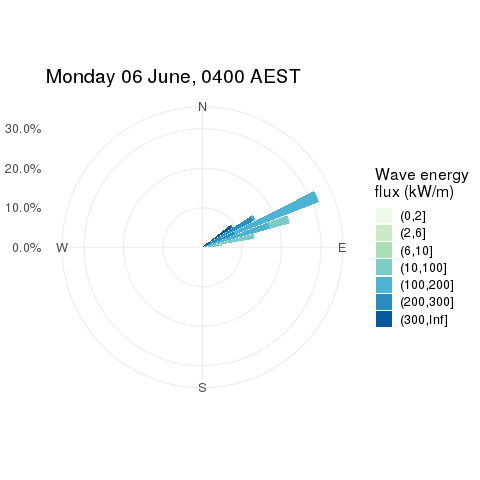 Monday 06 June, 0400 AEST
N
30.0%
20.0%
10.0%
0.0%
W
E
S
Wave energy
flux (kW/m)
(0,2]
(2,6]
(6,10]
(10,100]
(100,200]
(200,300]
(300,Inf]